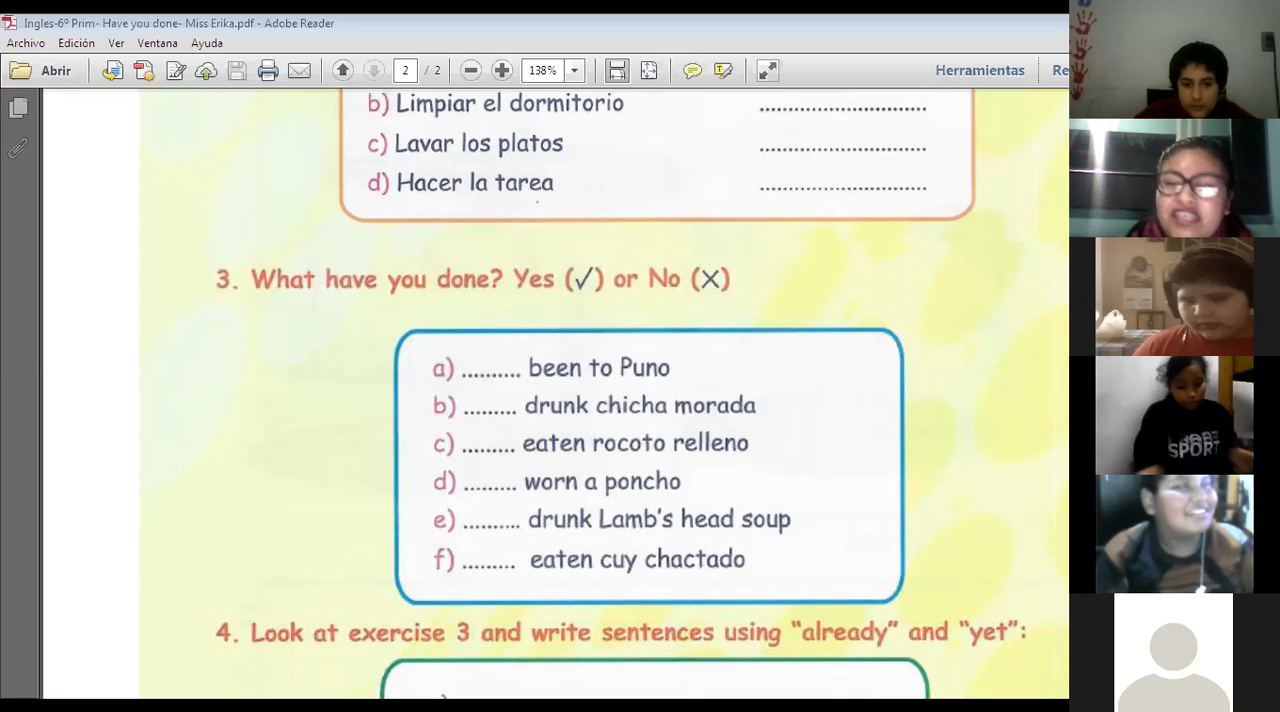 Ingles-6º Prim- Have you done- Miss Erika.pdf - Adobe Reader
Archivo Edición Ver Ventana Ayuda
Abrir 2 / 2 138% Herramientas Re
b) Limpiar el dormitorio ..............................
c) Lavar los platos ..............................
d) Hacer la tarea ..............................
3. What have you done? Yes (✓) or No (X)
a) .......... been to Puno
b) ......... drunk chicha morada
c) ......... eaten rocoto relleno
d) ......... worn a poncho
e) .......... drunk Lamb's head soup
f) ......... eaten cuy chactado
4. Look at exercise 3 and write sentences using "already" and "yet":
SPORT